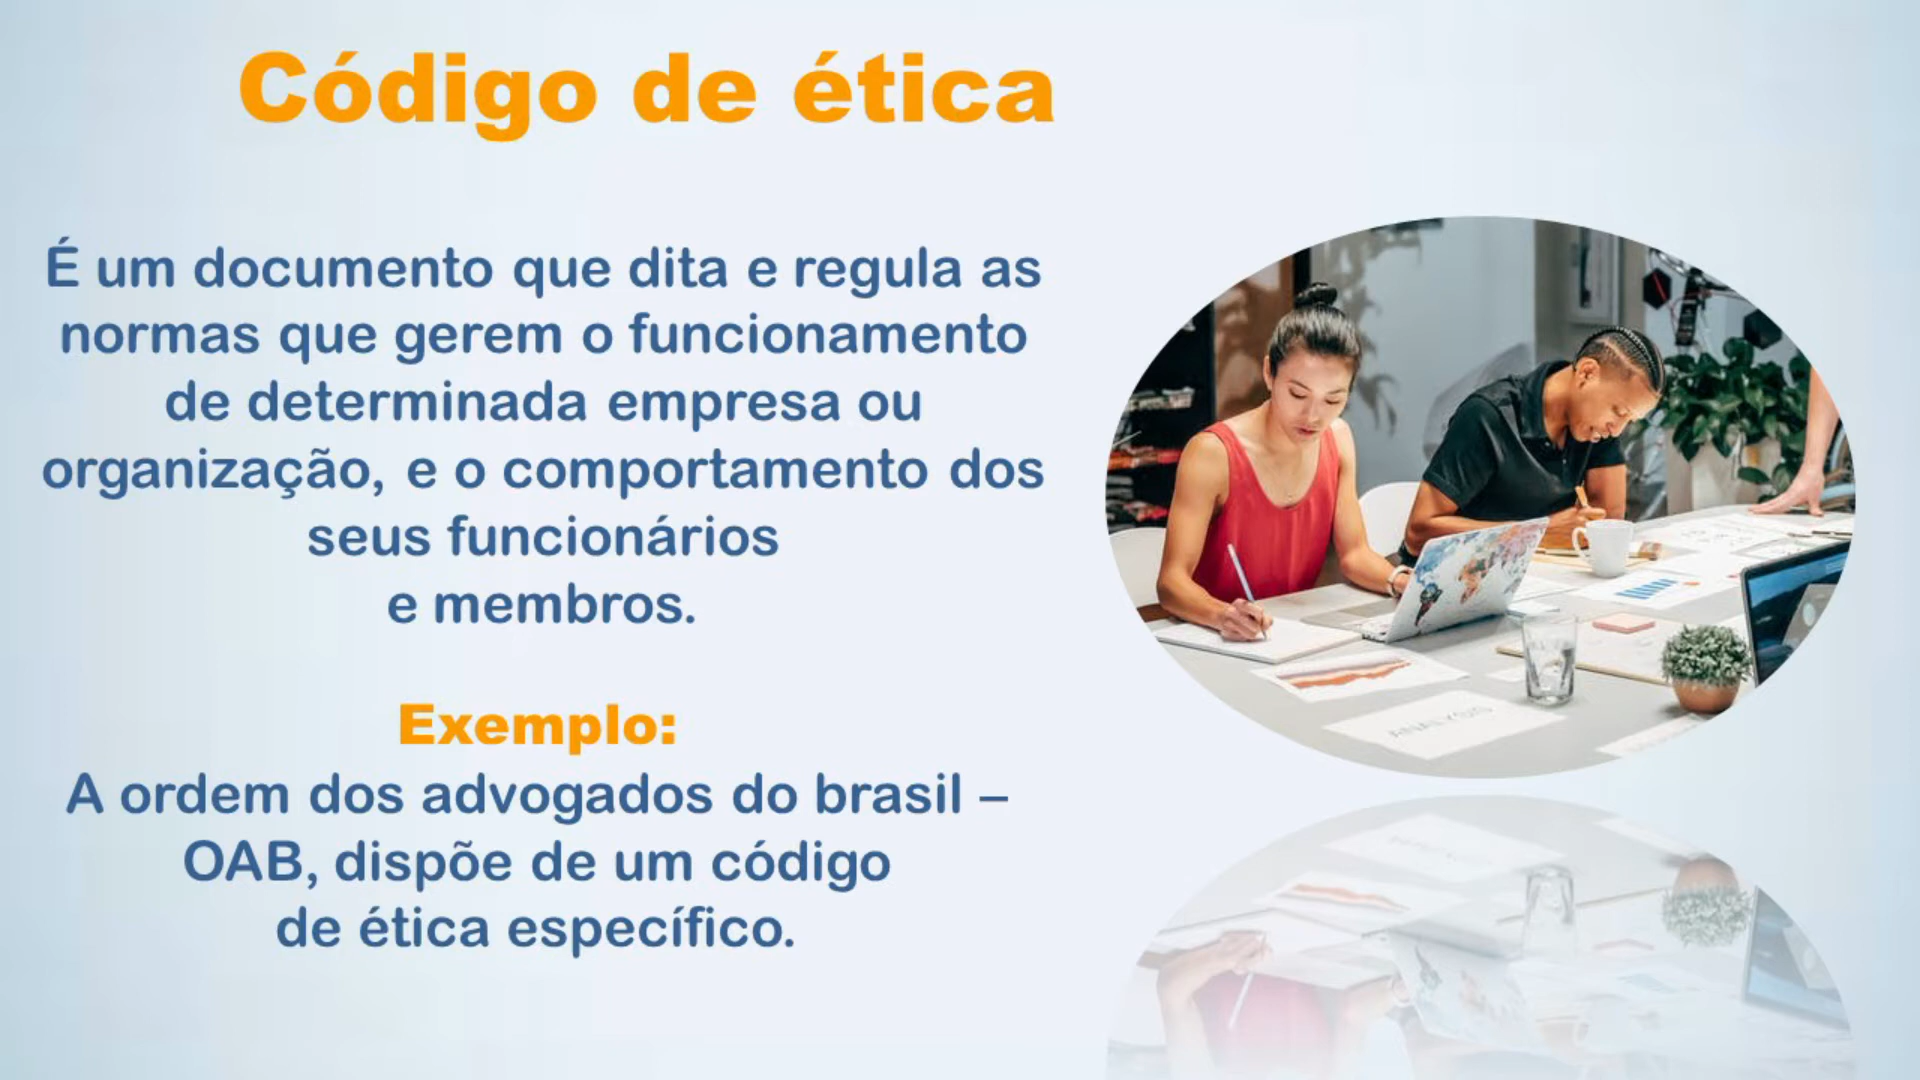 Código de ética
É um documento que dita e regula as
normas que gerem o funcionamento
de determinada empresa ou
organização, e o comportamento dos
seus funcionários
e membros.
Exemplo:
A ordem dos advogados do brasil –
OAB, dispõe de um código
de ética específico.
ANALYSIS